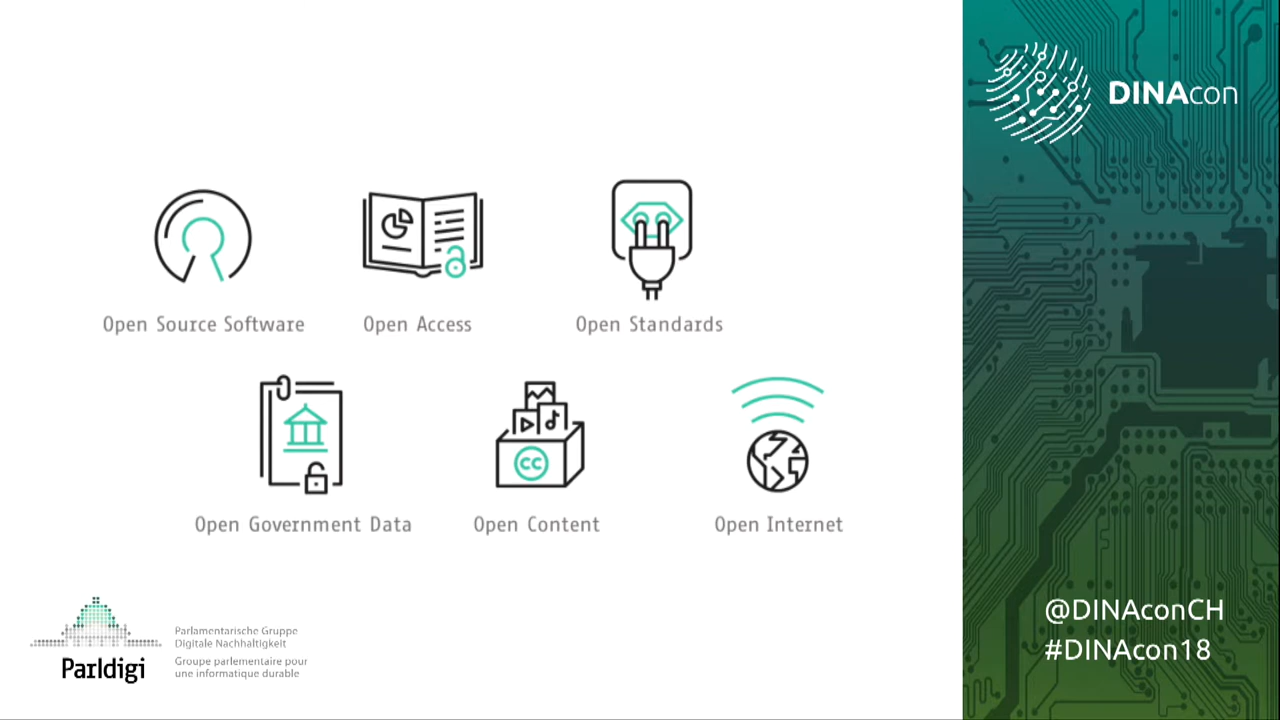 DINAcon
Open Source Software
Open Access
Open Standards
CC
Open Government Data
Open Content
Open Internet
Parldigi
Parlamentarische Gruppe
Digitale Nachhaltigkeit
Groupe parlementaire pour
une informatique durable
@DINAconCH
#DINAcon18